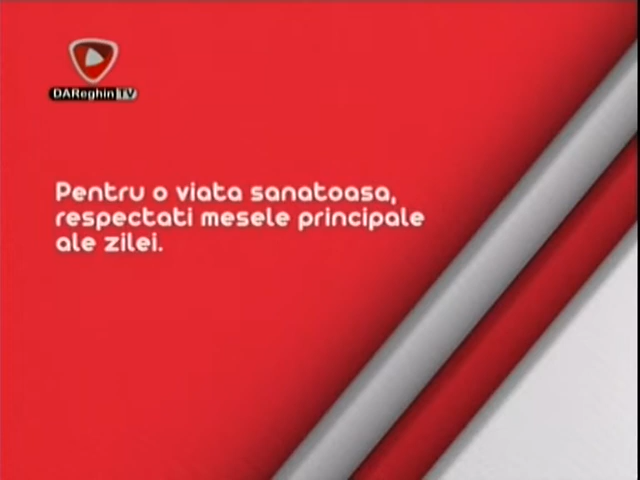 DAReghin TV
Pentru o viata sanatoasa,
respectati mesele principale
ale zilei.